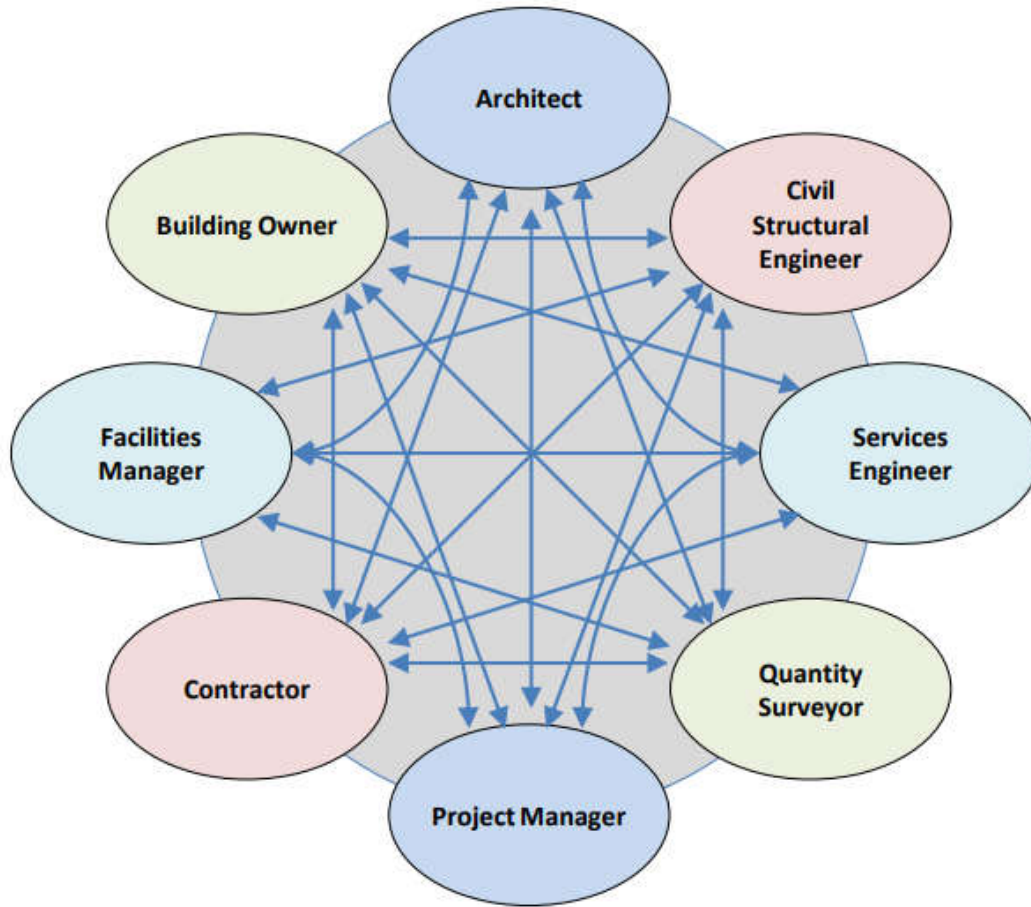 Architect
Building Owner
Civil
Structural
Engineer
Facilities
Manager
Services
Engineer
Contractor
Quantity
Surveyor
Project Manager